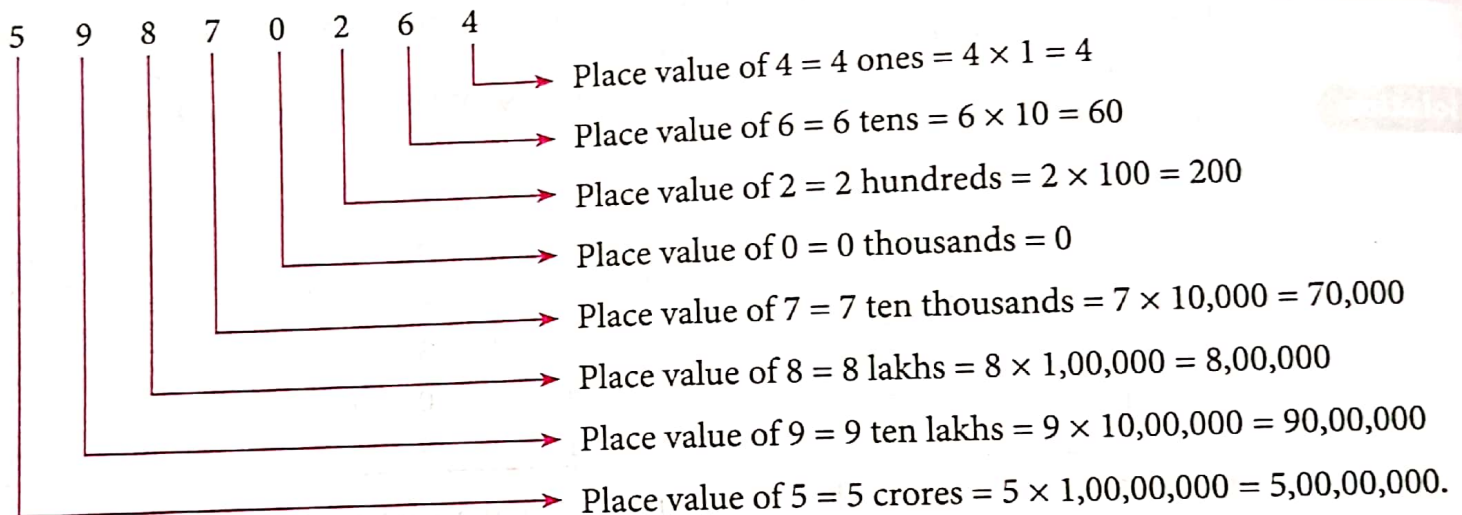 5 9 8 7 0 2 6 4
Place value of 4 = 4 ones = 4 × 1 = 4
Place value of 6 = 6 tens = 6 × 10 = 60
Place value of 2 = 2 hundreds = 2 × 100 = 200
Place value of 0 = 0 thousands = 0
Place value of 7 = 7 ten thousands = 7 × 10,000 = 70,000
Place value of 8 = 8 lakhs = 8 × 1,00,000 = 8,00,000
Place value of 9 = 9 ten lakhs = 9 × 10,00,000 = 90,00,000
Place value of 5 = 5 crores = 5 × 1,00,00,000 = 5,00,00,000.